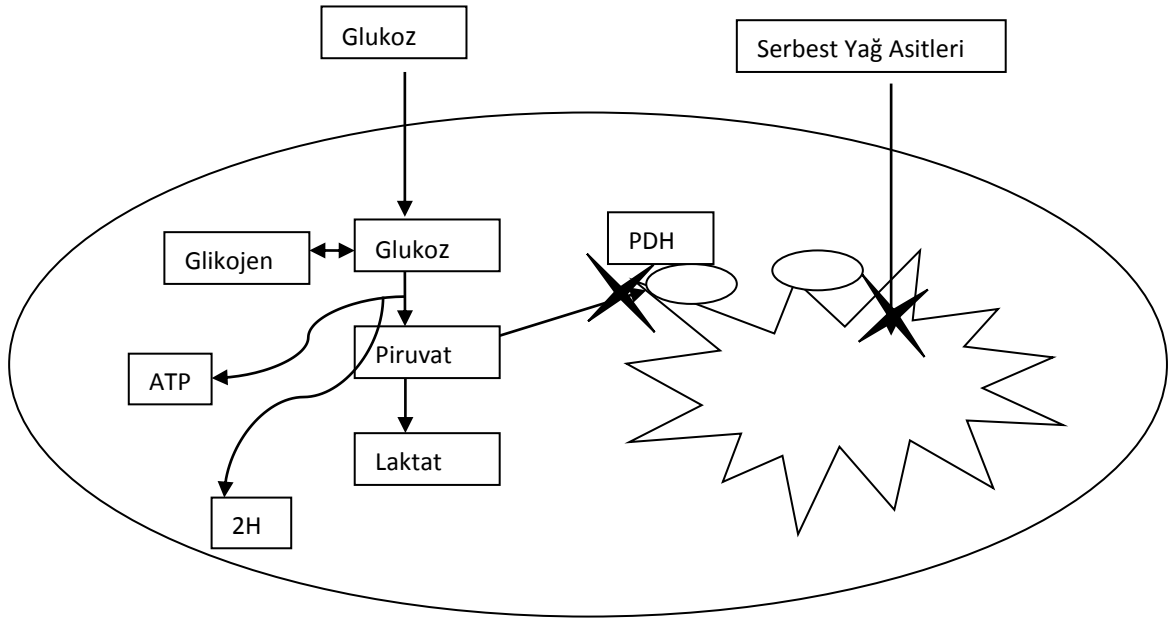 Glukoz
Serbest Yağ Asitleri
Glikojen
Glukoz
PDH
ATP
Piruvat
Laktat
2H